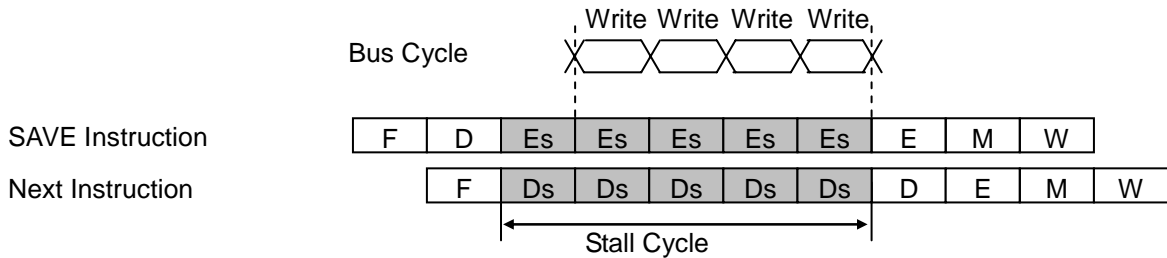 Write Write Write Write
Bus Cycle
SAVE Instruction F D Es Es Es Es Es E M W
Next Instruction F Ds Ds Ds Ds Ds D E M W
Stall Cycle